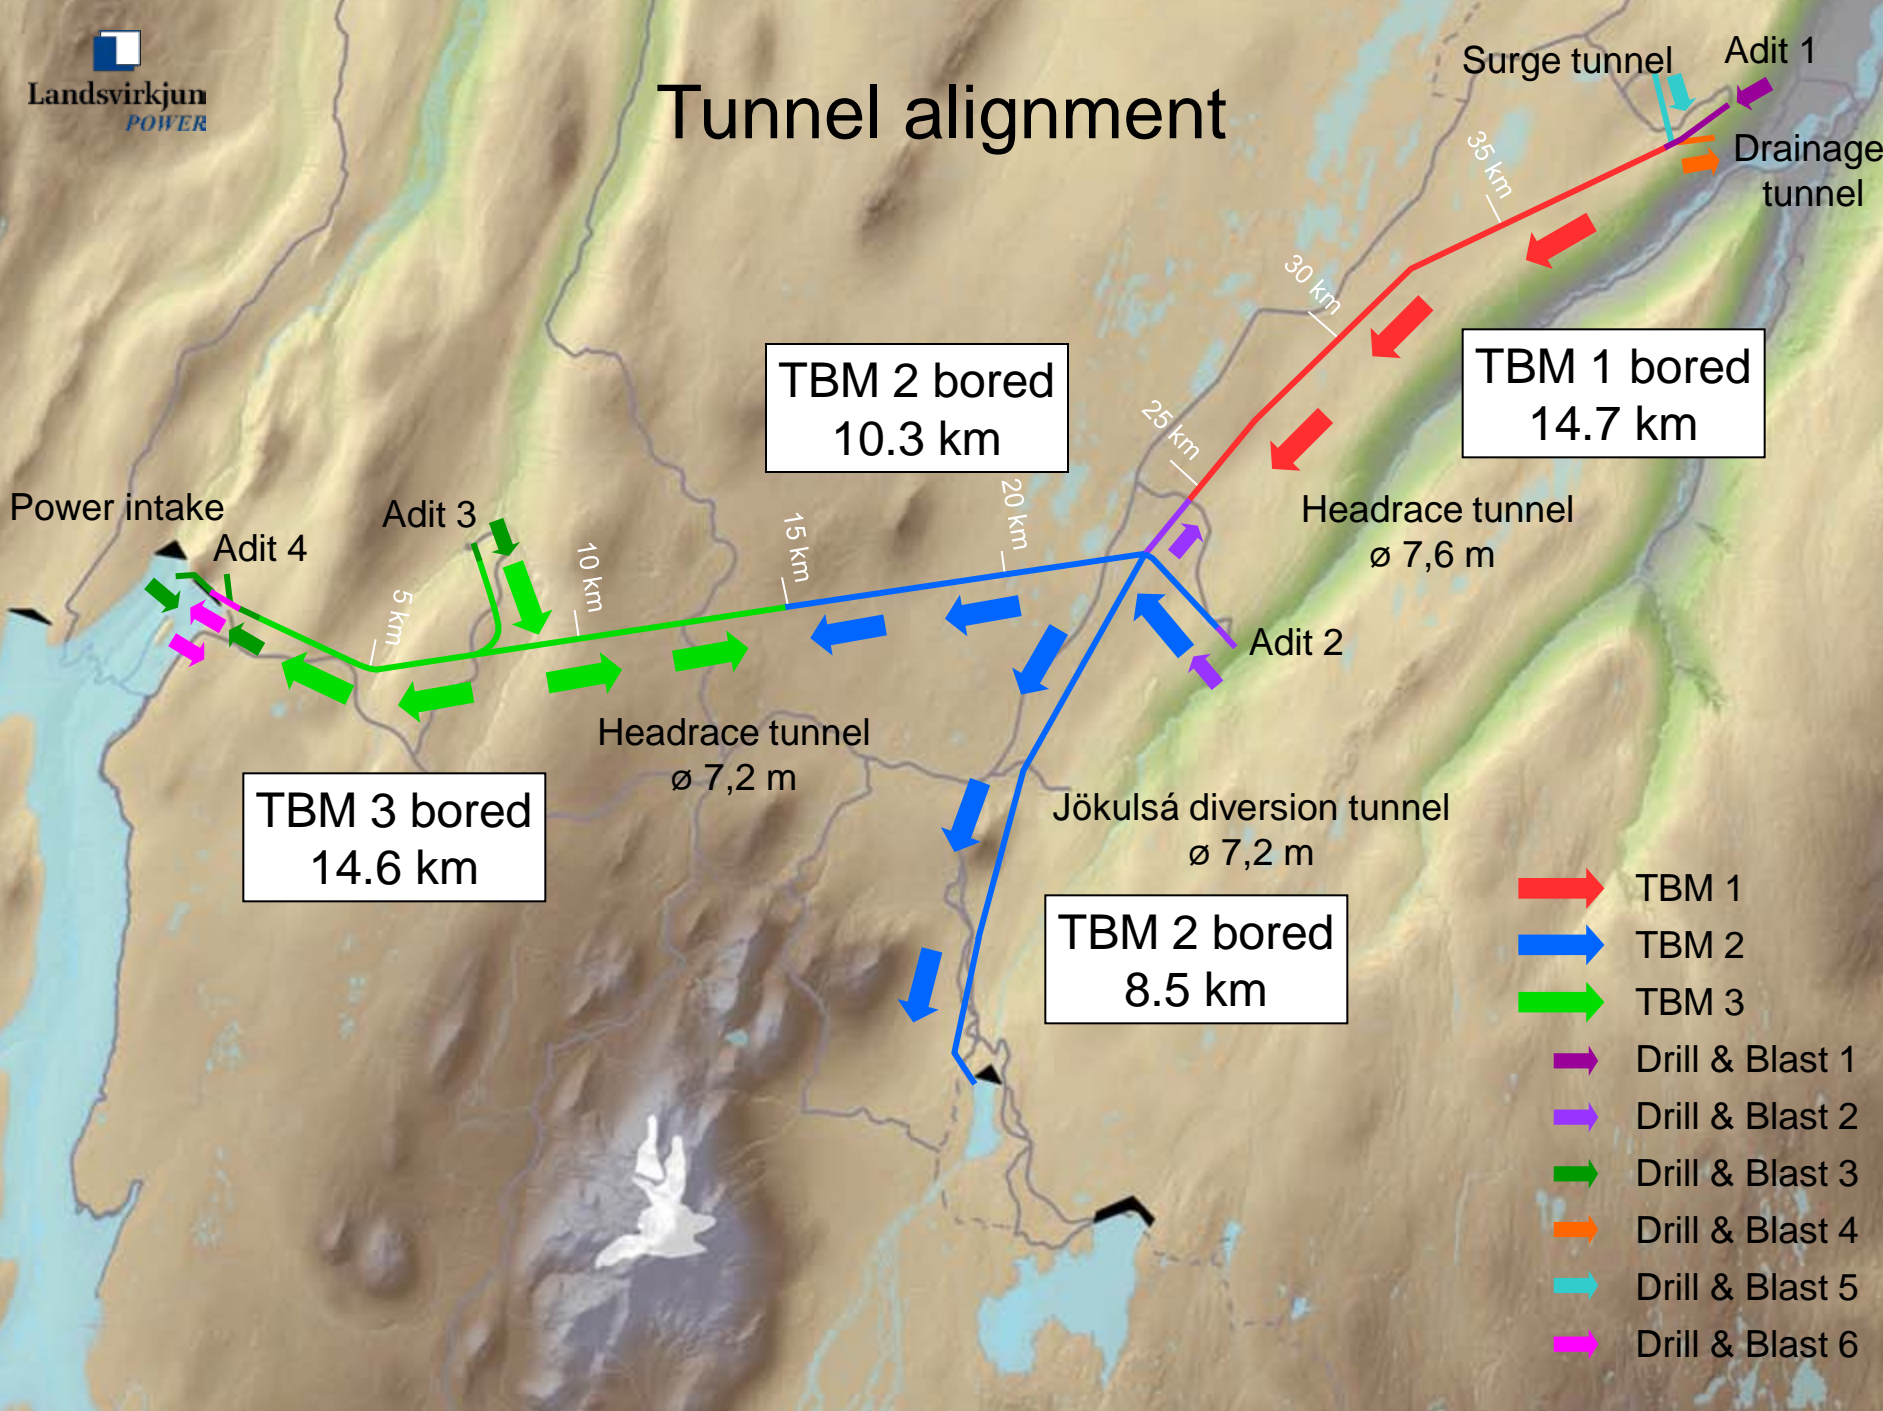 Landsvirkjun
POWER
Tunnel alignment
Surge tunnel
Adit 1
Drainage
tunnel
35 km
30 km
25 km
20 km
15 km
10 km
5 km
TBM 2 bored
10.3 km
TBM 1 bored
14.7 km
Power intake
Adit 4
Adit 3
Headrace tunnel
ø 7,6 m
Adit 2
Headrace tunnel
ø 7,2 m
TBM 3 bored
14.6 km
Jökulsá diversion tunnel
ø 7,2 m
TBM 2 bored
8.5 km
TBM 1
TBM 2
TBM 3
Drill & Blast 1
Drill & Blast 2
Drill & Blast 3
Drill & Blast 4
Drill & Blast 5
Drill & Blast 6